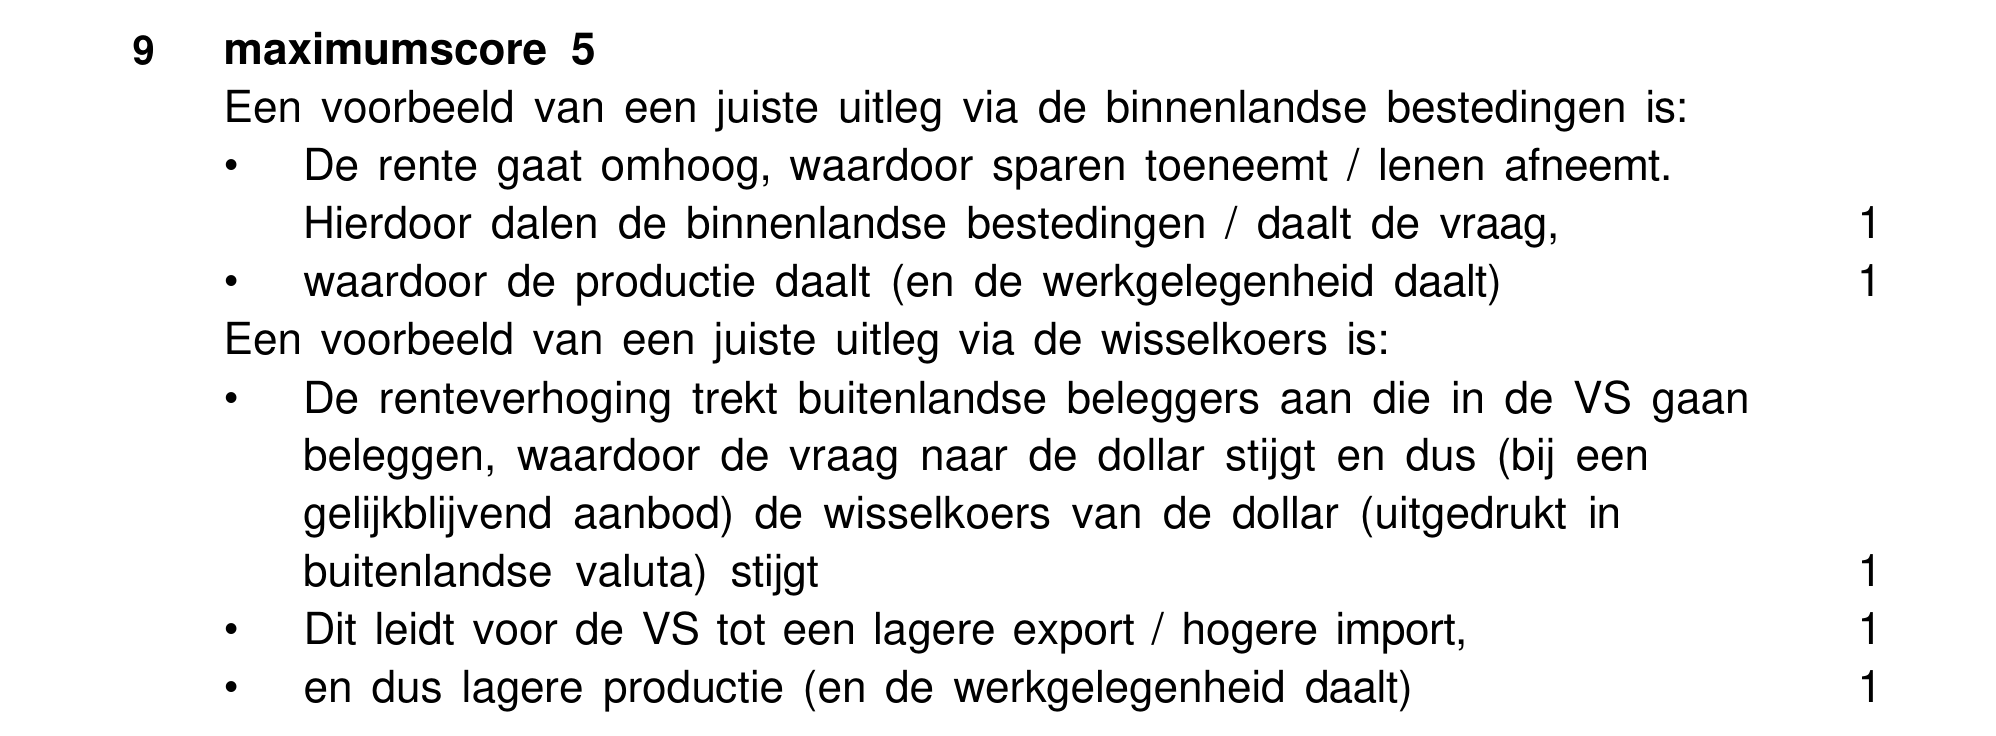 9 maximumscore 5
Een voorbeeld van een juiste uitleg via de binnenlandse bestedingen is:
• De rente gaat omhoog, waardoor sparen toeneemt / lenen afneemt.
Hierdoor dalen de binnenlandse bestedingen / daalt de vraag, 1
• waardoor de productie daalt (en de werkgelegenheid daalt) 1
Een voorbeeld van een juiste uitleg via de wisselkoers is:
• De renteverhoging trekt buitenlandse beleggers aan die in de VS gaan
beleggen, waardoor de vraag naar de dollar stijgt en dus (bij een
gelijkblijvend aanbod) de wisselkoers van de dollar (uitgedrukt in
buitenlandse valuta) stijgt 1
• Dit leidt voor de VS tot een lagere export / hogere import, 1
• en dus lagere productie (en de werkgelegenheid daalt) 1